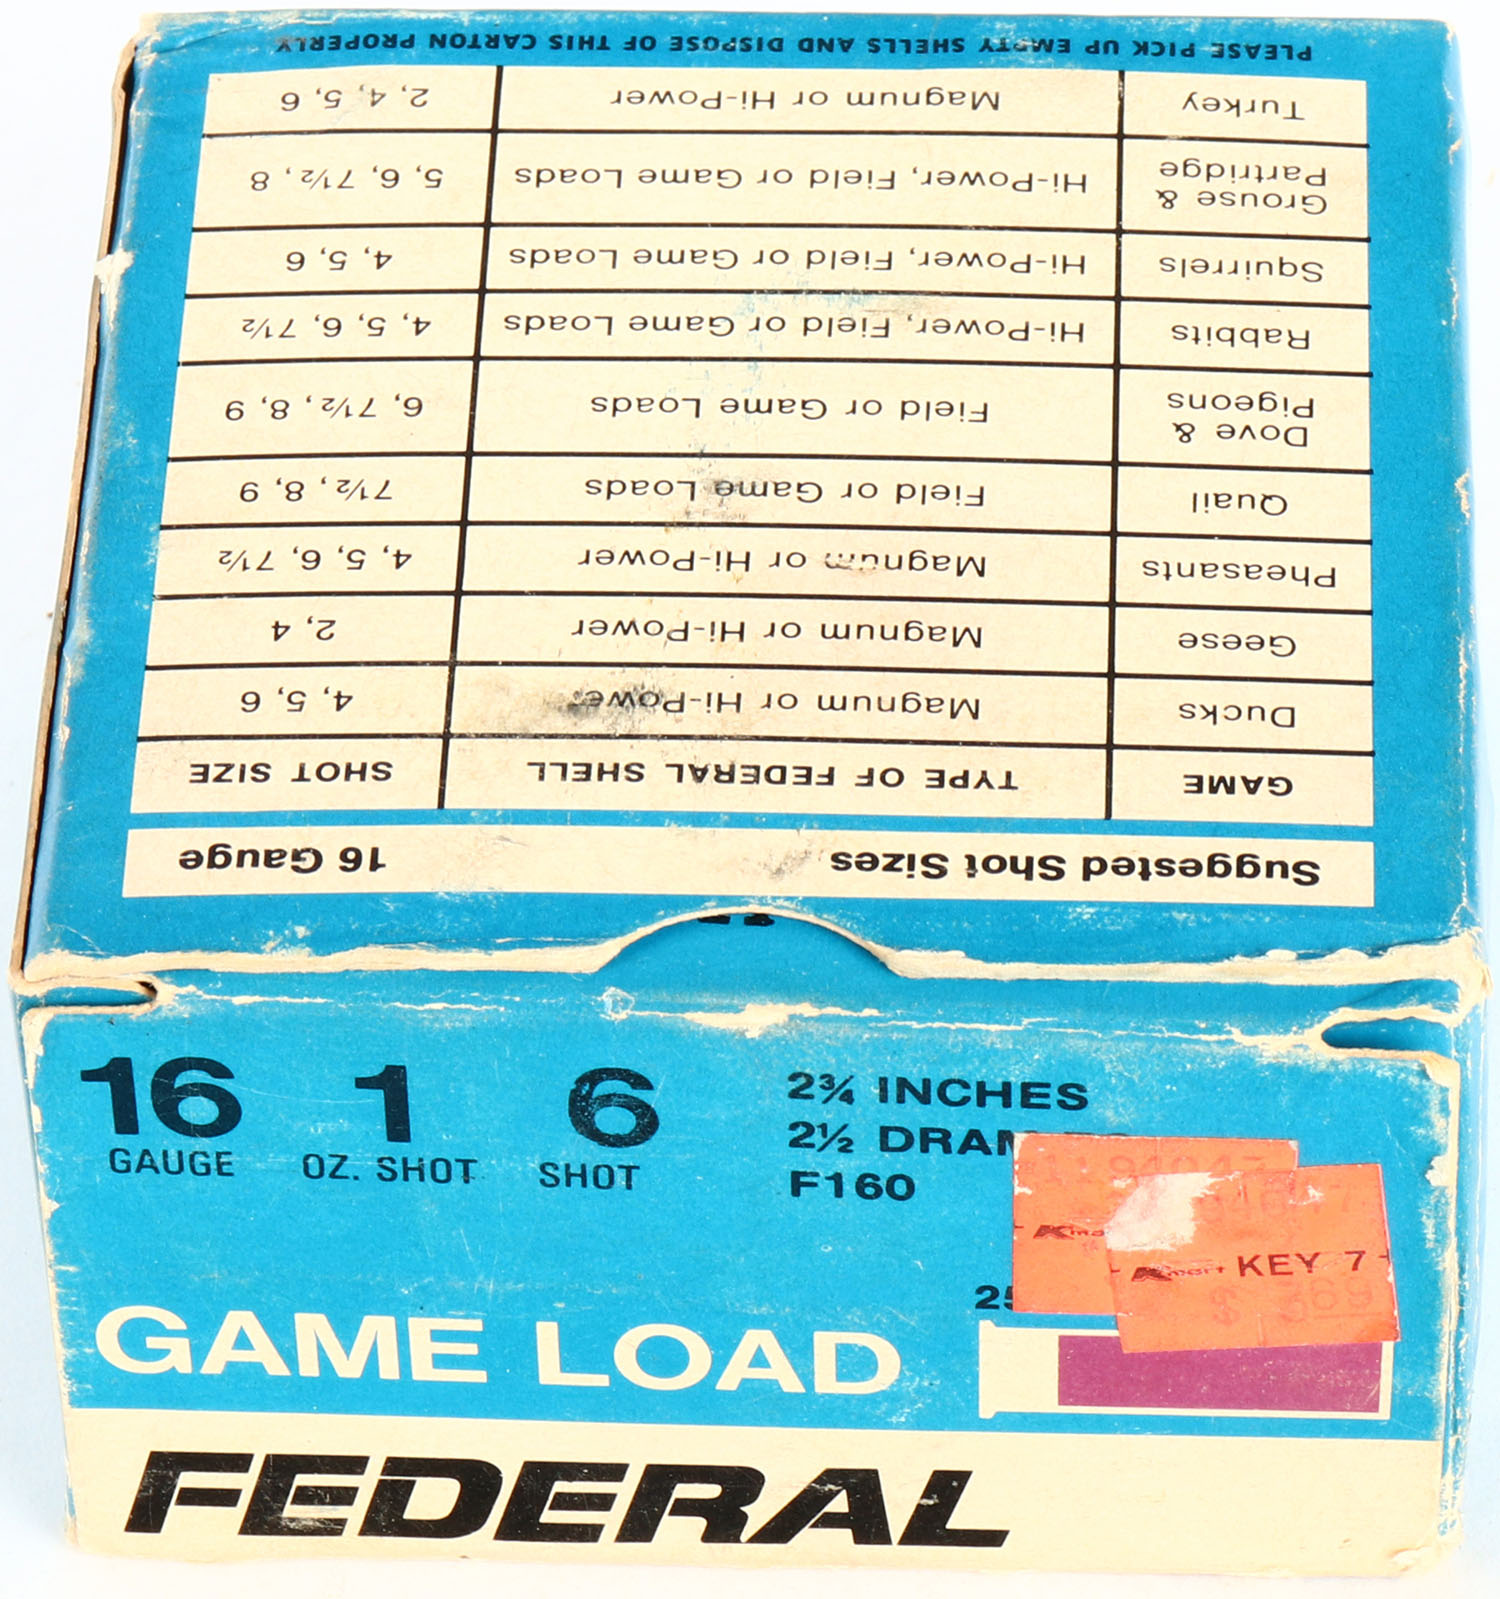 Suggested Shot Sizes 16 Gauge
GAME TYPE OF FEDERAL SHELL SHOT SIZE
Ducks Magnum or Hi-Powe 4, 5, 6
Geese Magnum or Hi-Power 2, 4
Pheasants Magnum or Hi-Power 4, 5, 6, 7½
Quail Field or Game Loads 7½, 8, 9
Dove &
Pigeons Field or Game Loads 6, 7½, 8, 9
Rabbits Hi-Power, Field or Game Loads 4, 5, 6, 7½
Squirrels Hi-Power, Field or Game Loads 4, 5, 6
Grouse &
Partridge Hi-Power, Field or Game Loads 5, 6, 7½, 8
Turkey Magnum or Hi-Power 2, 4, 5, 6
PLEASE PICK UP EMPTY SHELLS AND DISPOSE OF THIS CARTON PROPERLY
16 1 6
GAUGE OZ. SHOT SHOT
2¾ INCHES
2½ DRAM
F160
Kmart KEY 7
25
GAME LOAD
FEDERAL